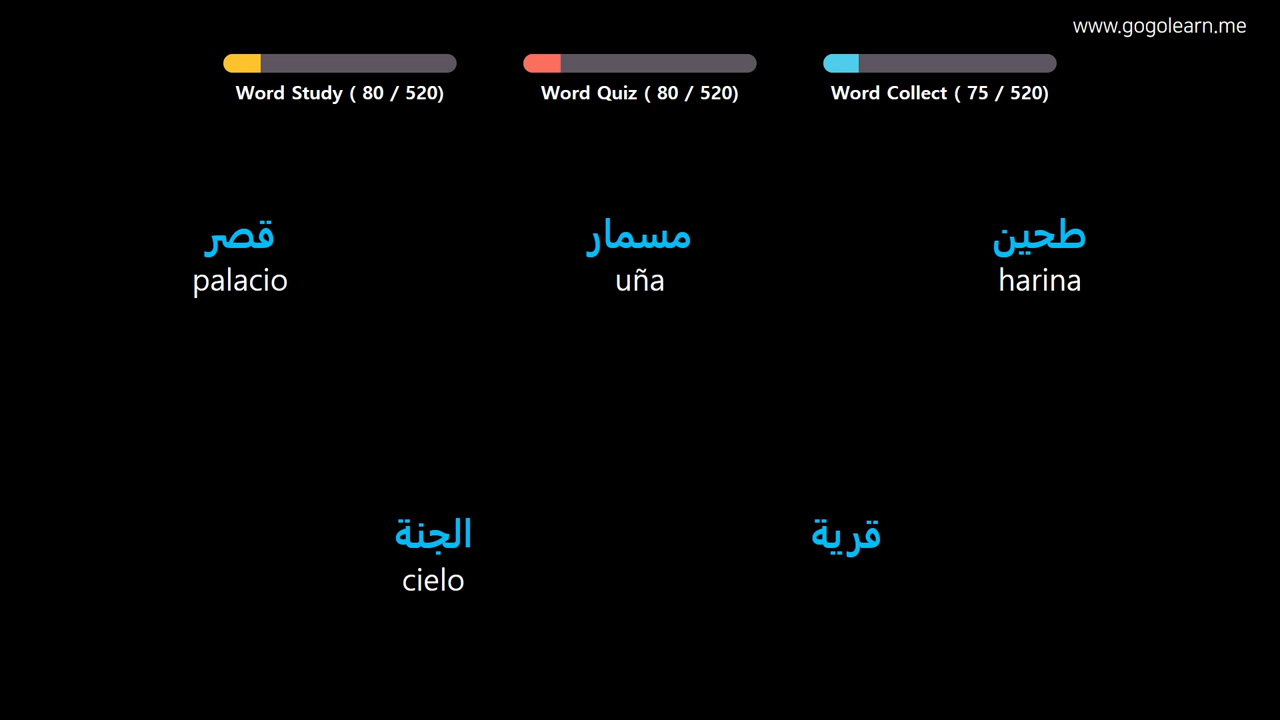 www.gogolearn.me
Word Study ( 80 / 520)
Word Quiz ( 80 / 520)
Word Collect ( 75 / 520)
قصر
palacio
مسمار
uña
طحين
harina
الجنة
cielo
قرية